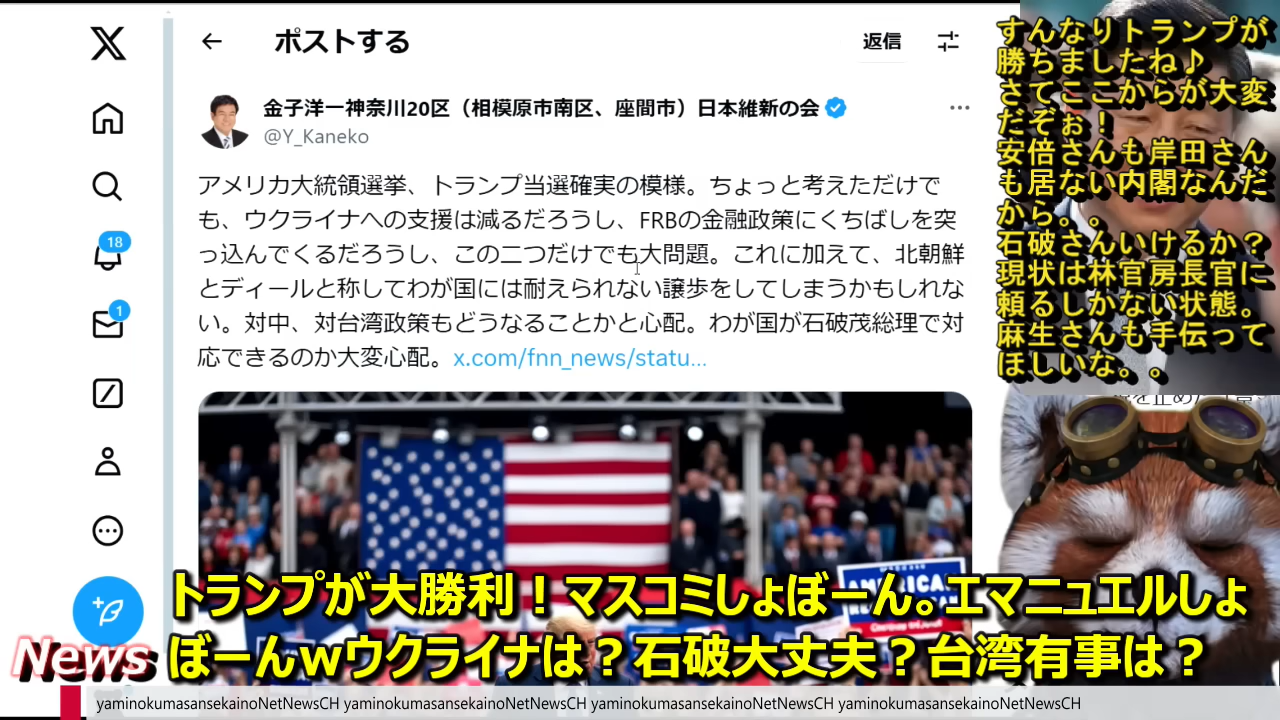 ポストする
返信
金子洋一神奈川20区（相模原市南区、座間市）日本維新の会
@Y_Kaneko
アメリカ大統領選挙、トランプ当選確実の模様。ちょっと考えただけで
も、ウクライナへの支援は減るだろうし、FRBの金融政策にくちばしを突
っ込んでくるだろうし、この二つだけでも大問題。これに加えて、北朝鮮
とディールと称してわが国には耐えられない譲歩をしてしまうかもしれな
い。対中、対台湾政策もどうなることかと心配。わが国が石破茂総理で対
応できるのか大変心配。x.com/fnn_news/statu...
18
1
すんなりトランプが
勝ちましたね♪
さてここからが大変
だぞぉ！
安倍さんも岸田さん
も居ない内閣なんだ
から。。
石破さんいけるか？
現状は林官房長官に
頼るしかない状態。
麻生さんも手伝って
ほしいな。。
AMERICA
トランプが大勝利！マスコミしょぼーん。エマニュエルしょ
ぼーんwウクライナは？石破大丈夫？台湾有事は？
News
yaminokumasansekainoNetNewsCH yaminokumasansekainoNetNewsCH yaminokumasansekainoNetNewsCH yaminokumasansekainoNetNewsCH